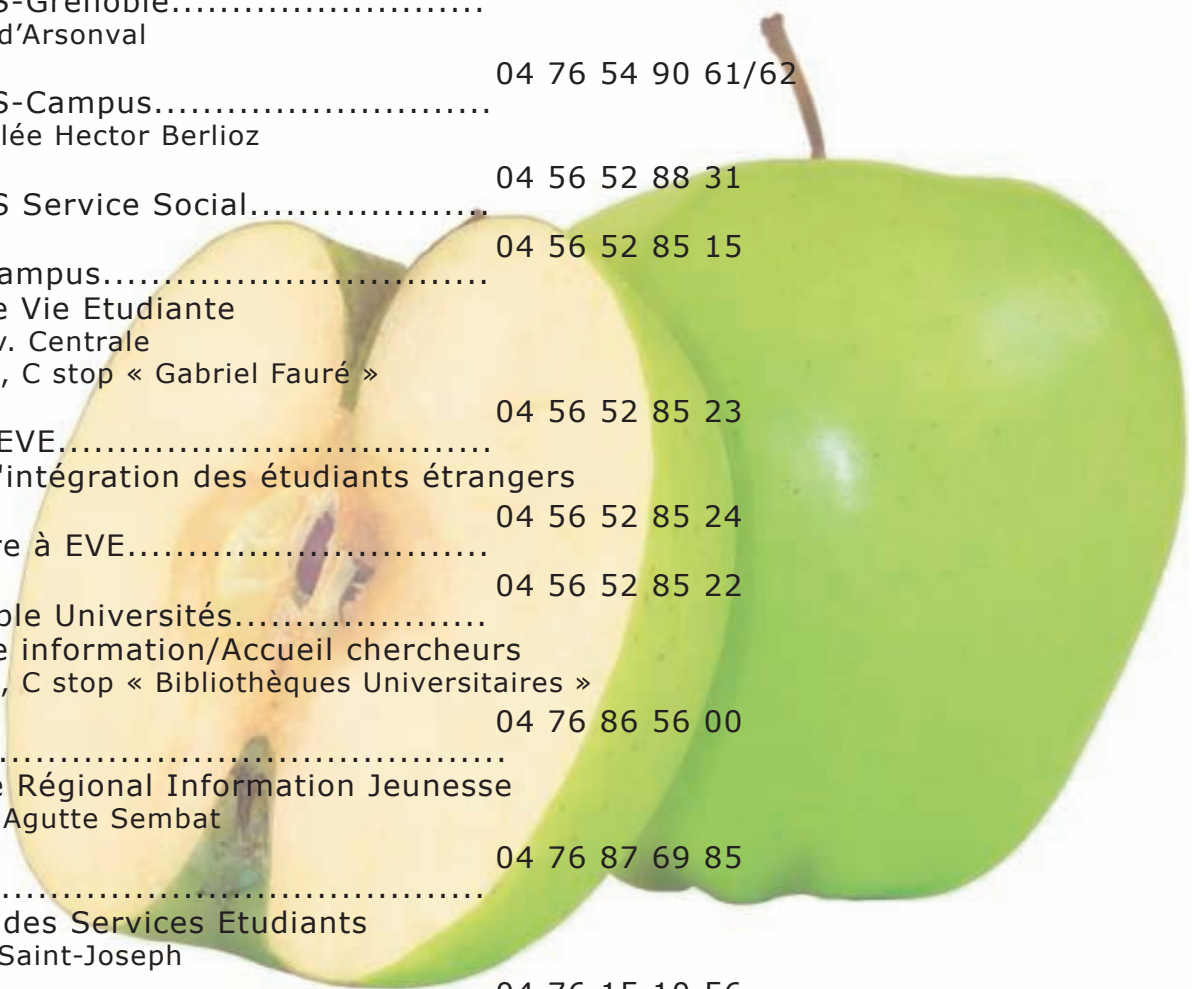 S-Grenoble..........................
d’Arsonval
04 76 54 90 61/62
S-Campus............................
lée Hector Berlioz
04 56 52 88 31
S Service Social....................
04 56 52 85 15
ampus................................
e Vie Etudiante
v. Centrale
, C stop « Gabriel Fauré »
04 56 52 85 23
EVE....................................
'intégration des étudiants étrangers
04 56 52 85 24
re à EVE..............................
04 56 52 85 22
ble Universités.....................
e information/Accueil chercheurs
, C stop « Bibliothèques Universitaires »
04 76 86 56 00
..........................................
e Régional Information Jeunesse
Agutte Sembat
04 76 87 69 85
........................................
des Services Etudiants
Saint-Joseph